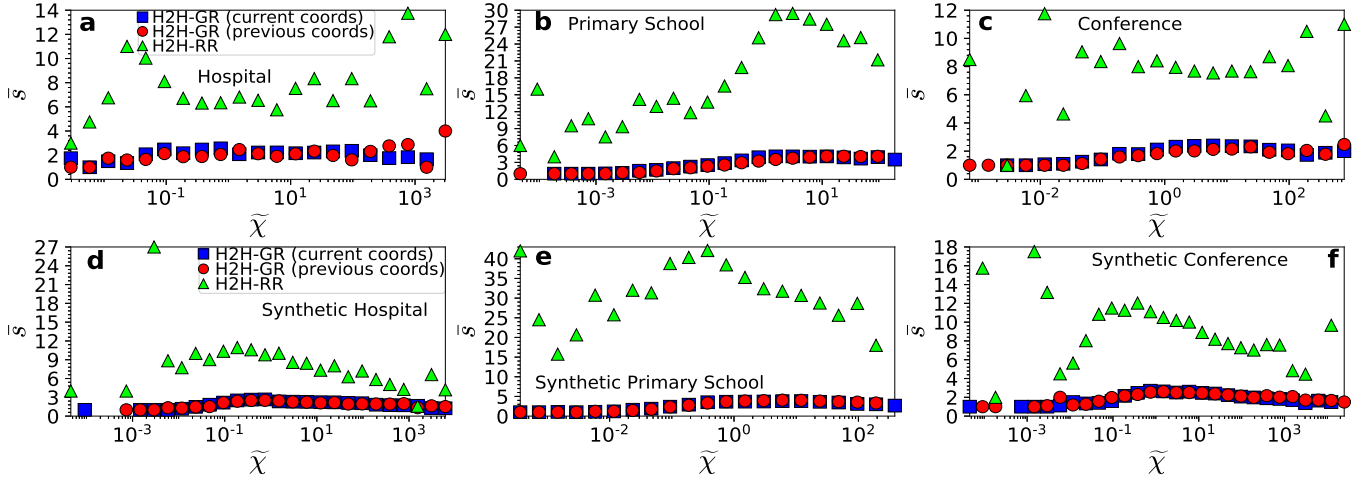 a
H2H-GR (current coords)
H2H-GR (previous coords)
H2H-RR
Hospital
14
12
10
8
6
4
2
0
s̄
10⁻¹ 10¹ 10³
χ̃
b
Primary School
30
27
24
21
18
15
12
9
6
3
0
s̄
10⁻³ 10⁻¹ 10¹
χ̃
c
Conference
12
10
8
6
4
2
0
s̄
10⁻² 10⁰ 10²
χ̃
d
H2H-GR (current coords)
H2H-GR (previous coords)
H2H-RR
Synthetic Hospital
27
24
21
18
15
12
9
6
3
0
s̄
10⁻³ 10⁻¹ 10¹ 10³
χ̃
e
Synthetic Primary School
40
35
30
25
20
15
10
5
0
s̄
10⁻² 10⁰ 10²
χ̃
Synthetic Conference
f
18
16
14
12
10
8
6
4
2
0
s̄
10⁻³ 10⁻¹ 10¹ 10³
χ̃